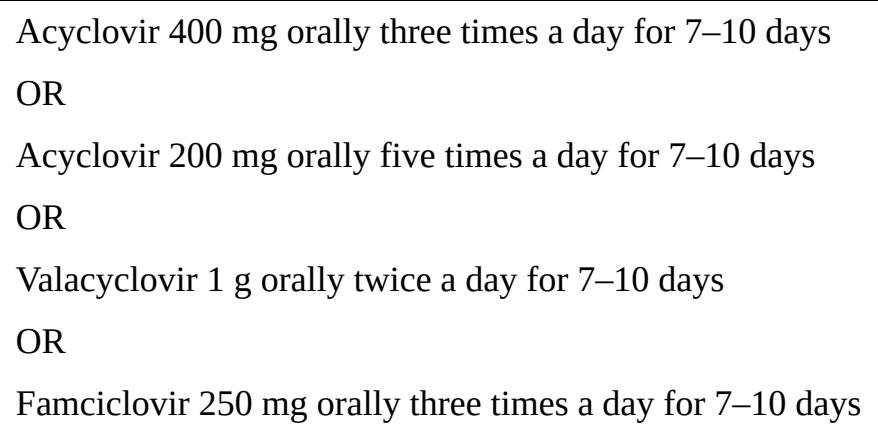 Acyclovir 400 mg orally three times a day for 7–10 days
OR
Acyclovir 200 mg orally five times a day for 7–10 days
OR
Valacyclovir 1 g orally twice a day for 7–10 days
OR
Famciclovir 250 mg orally three times a day for 7–10 days